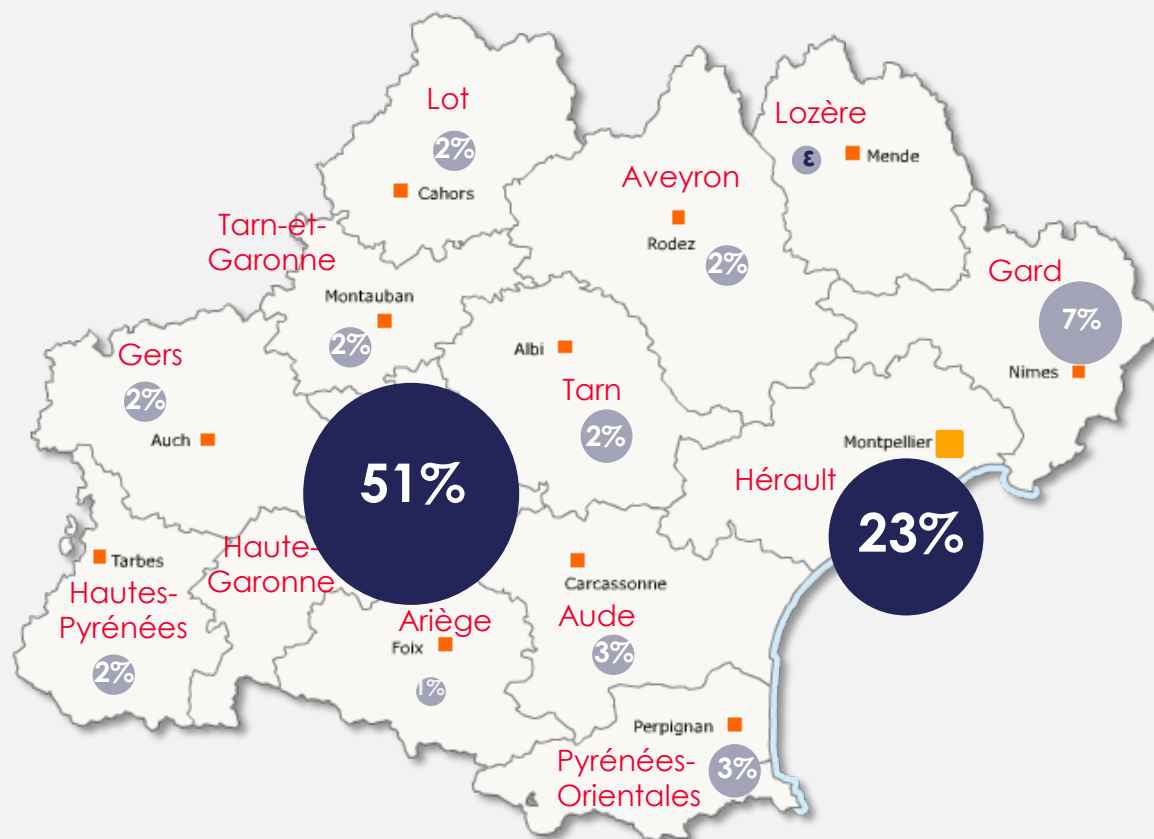 Lot
2%
Cahors
Lozère
ε
Mende
Aveyron
Rodez
2%
Tarn-et-
Garonne
Montauban
2%
Gard
7%
Nimes
Gers
2%
Auch
Albi
Tarn
2%
51%
Montpellier
Hérault
23%
Haute-
Garonne
Tarbes
Hautes-
Pyrénées
2%
Ariège
Foix
1%
Carcassonne
Aude
3%
Perpignan
Pyrénées-
Orientales
3%